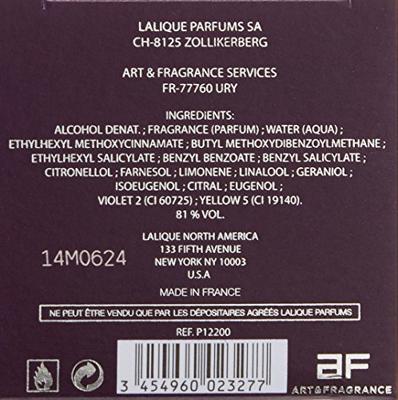 LALIQUE PARFUMS SA
CH-8125 ZOLLIKERBERG
ART & FRAGRANCE SERVICES
FR-77760 URY
INGREDIENTS:
ALCOHOL DENAT. ; FRAGRANCE (PARFUM) ; WATER (AQUA) ;
ETHYLHEXYL METHOXYCINNAMATE ; BUTYL METHOXYDIBENZOYLMETHANE ;
ETHYLHEXYL SALICYLATE ; BENZYL BENZOATE ; BENZYL SALICYLATE ;
CITRONELLOL ; FARNESOL ; LIMONENE ; LINALOOL ; GERANIOL ;
ISOEUGENOL ; CITRAL ; EUGENOL ;
VIOLET 2 (CI 60725) ; YELLOW 5 (CI 19140).
81 % VOL.
LALIQUE NORTH AMERICA
133 FIFTH AVENUE
NEW YORK NY 10003
U.S.A
14M0624
MADE IN FRANCE
NE PEUT ÊTRE VENDU QUE PAR LES DÉPOSITAIRES AGRÉÉS LALIQUE PARFUMS
REF. P12200
3 454960 023277
AF
ART&FRAGRANCE